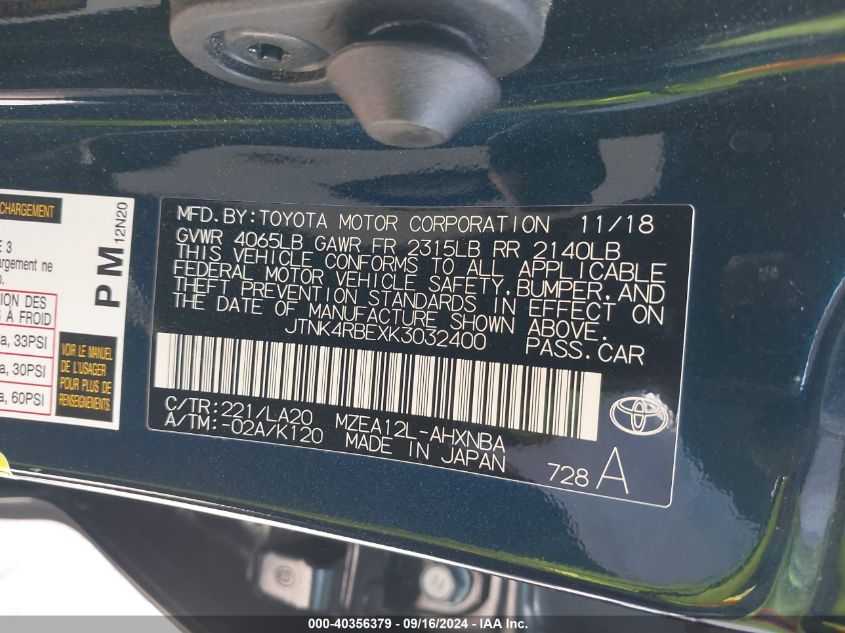 MFD.BY:TOYOTA MOTOR CORPORATION 11/18
GVWR 4065LB GAWR FR 2315LB RR 2140LB
THIS VEHICLE CONFORMS TO ALL APPLICABLE
FEDERAL MOTOR VEHICLE SAFETY,BUMPER,AND
THEFT PREVENTION STANDARDS IN EFFECT ON
THE DATE OF MANUFACTURE SHOWN ABOVE.
JTNK4RBEXK3032400 PASS.CAR
C/TR:221/LA20 MZEA12L-AHXNBA
A/TM:-02A/K120 MADE IN JAPAN
728 A
CHARGEMENT
PM 12N20
E 3
hargement ne
SION DES
S À FROID
a, 33PSI
a, 30PSI
a, 60PSI
VOIR LE MANUEL
DE L'USAGER
POUR PLUS DE
RENSEIGNEMENTS.
000-40356379 - 09/16/2024 - IAA Inc.